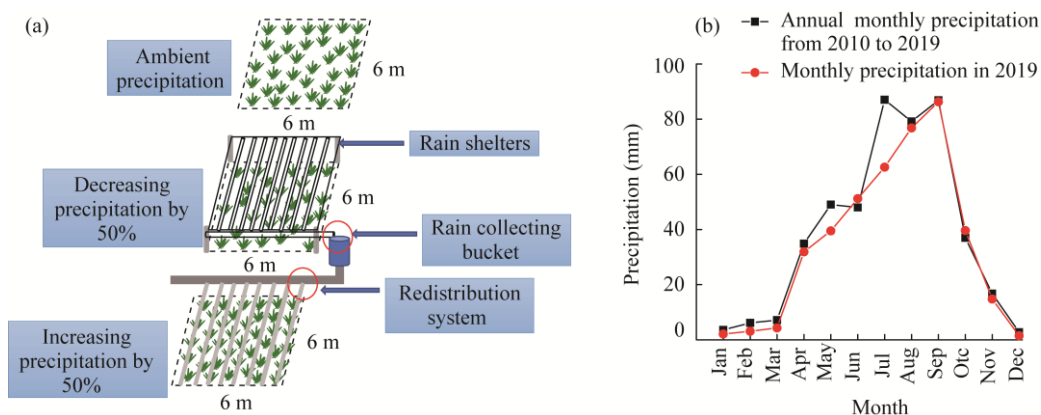 (a)
Ambient
precipitation
6 m
6 m
Rain shelters
Decreasing
precipitation by
50%
6 m
6 m
Rain collecting
bucket
Redistribution
system
Increasing
precipitation by
50%
6 m
6 m
(b)
Annual monthly precipitation
from 2010 to 2019
Monthly precipitation in 2019
Precipitation (mm)
100
80
60
40
20
0
Jan
Feb
Mar
Apr
May
Jun
Jul
Aug
Sep
Otc
Nov
Dec
Month